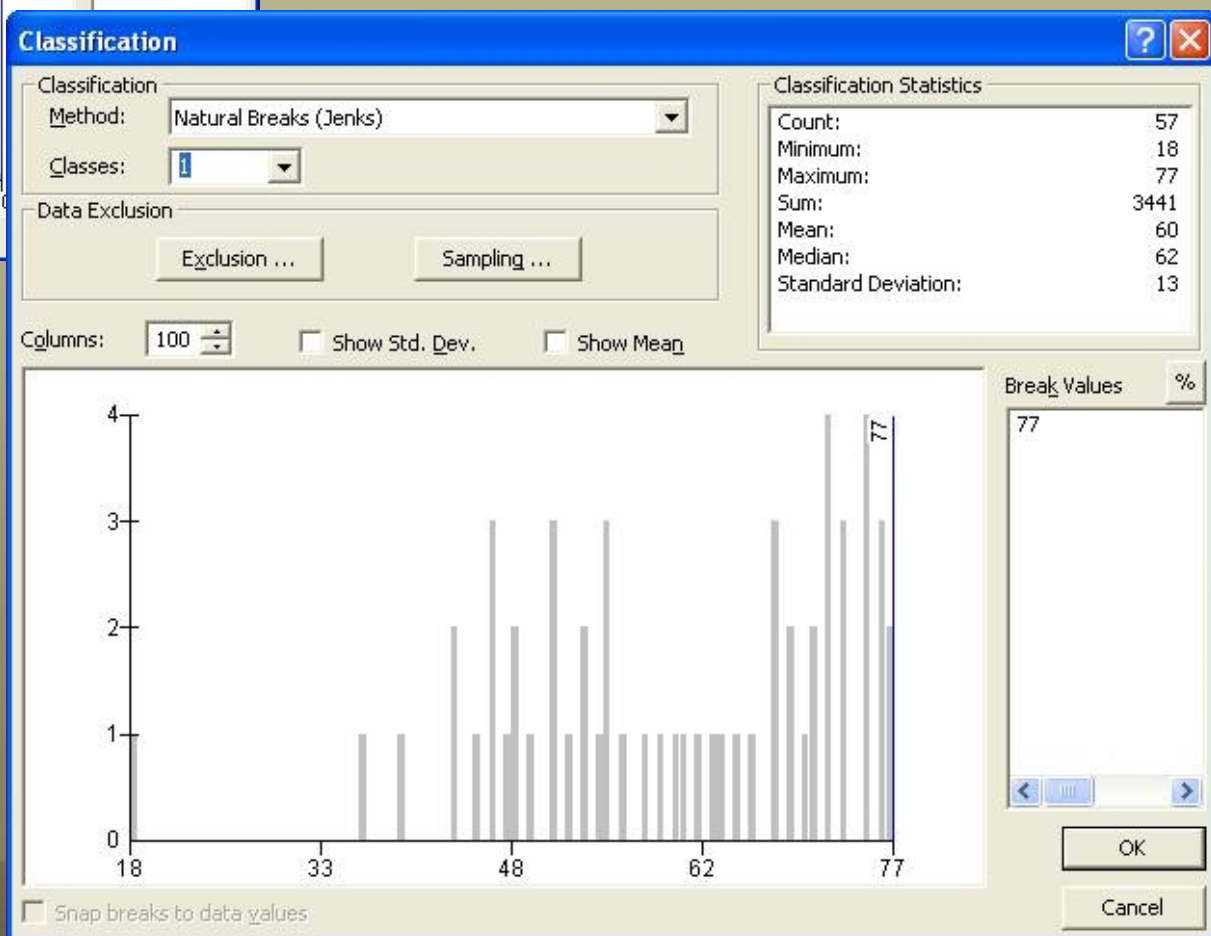 Classification
Classification
Method: Natural Breaks (Jenks)
Classes: 1
Data Exclusion
Exclusion ...
Sampling ...
Classification Statistics
Count: 57
Minimum: 18
Maximum: 77
Sum: 3441
Mean: 60
Median: 62
Standard Deviation: 13
Columns: 100
Show Std. Dev.
Show Mean
Break Values
%
77
4
3
2
1
0
77
18 33 48 62 77
Snap breaks to data values
OK
Cancel